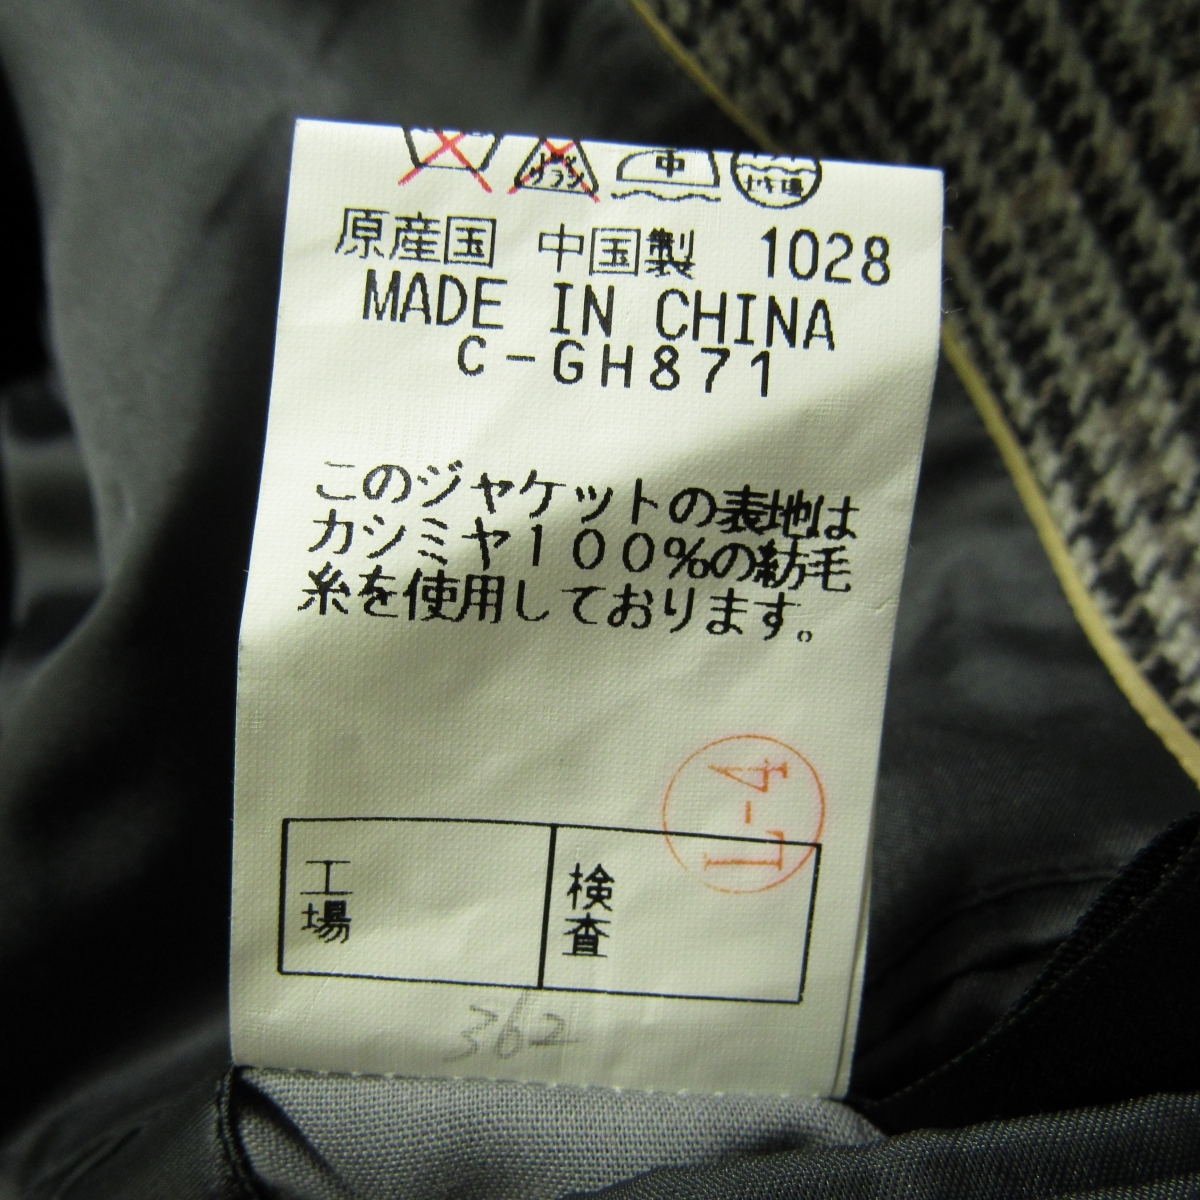 中
原産国 中国製 1028
MADE IN CHINA
C-GH871
このジャケットの表地は
カシミヤ100%の紡毛
糸を使用しております。
L-4
工場
検査
362